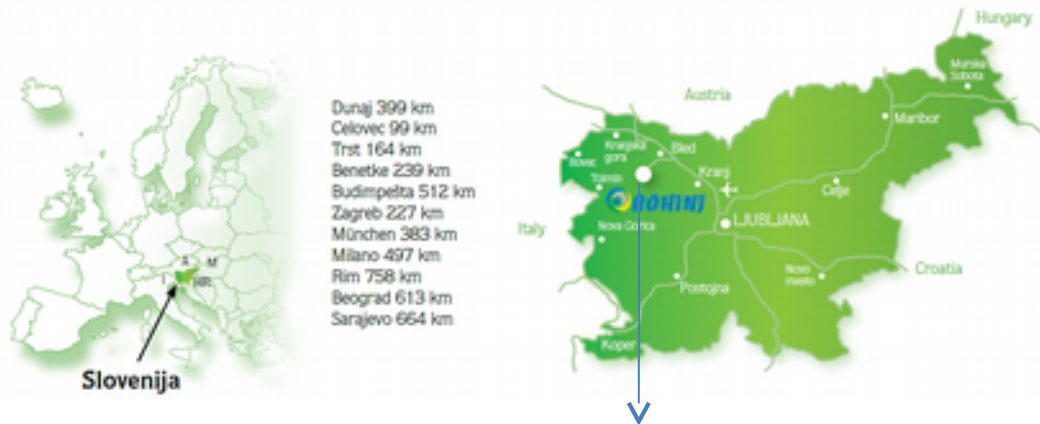 Dunaj 399 km
Celovec 99 km
Trst 164 km
Benetke 239 km
Budimpešta 512 km
Zagreb 227 km
München 383 km
Milano 497 km
Rim 758 km
Beograd 613 km
Sarajevo 664 km
I
HR
Slovenija
Hungary
Murska
Sobota
Austria
Maribor
Kranjska
gora
Bled
Bovec
Tolmin
Kranj
Celje
BOHINJ
LJUBLJANA
Italy
Nova Gorica
Novo
mesto
Croatia
Postojna
Koper